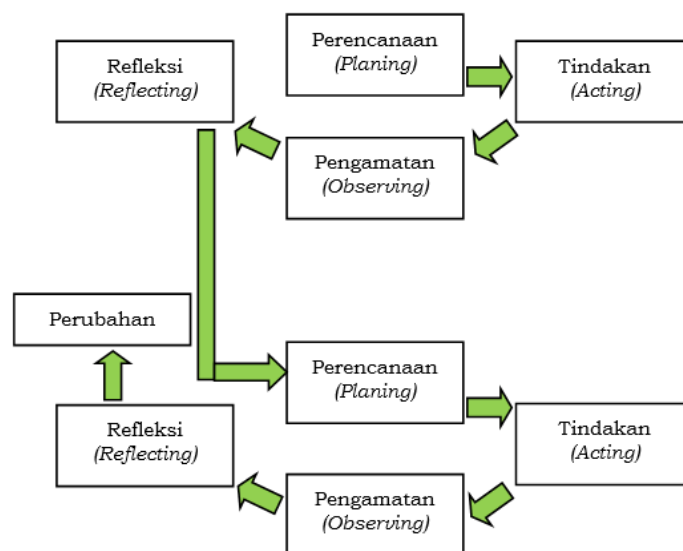 Perencanaan
(Planing)
Refleksi
(Reflecting)
Tindakan
(Acting)
Pengamatan
(Observing)
Perubahan
Perencanaan
(Planing)
Refleksi
(Reflecting)
Tindakan
(Acting)
Pengamatan
(Observing)